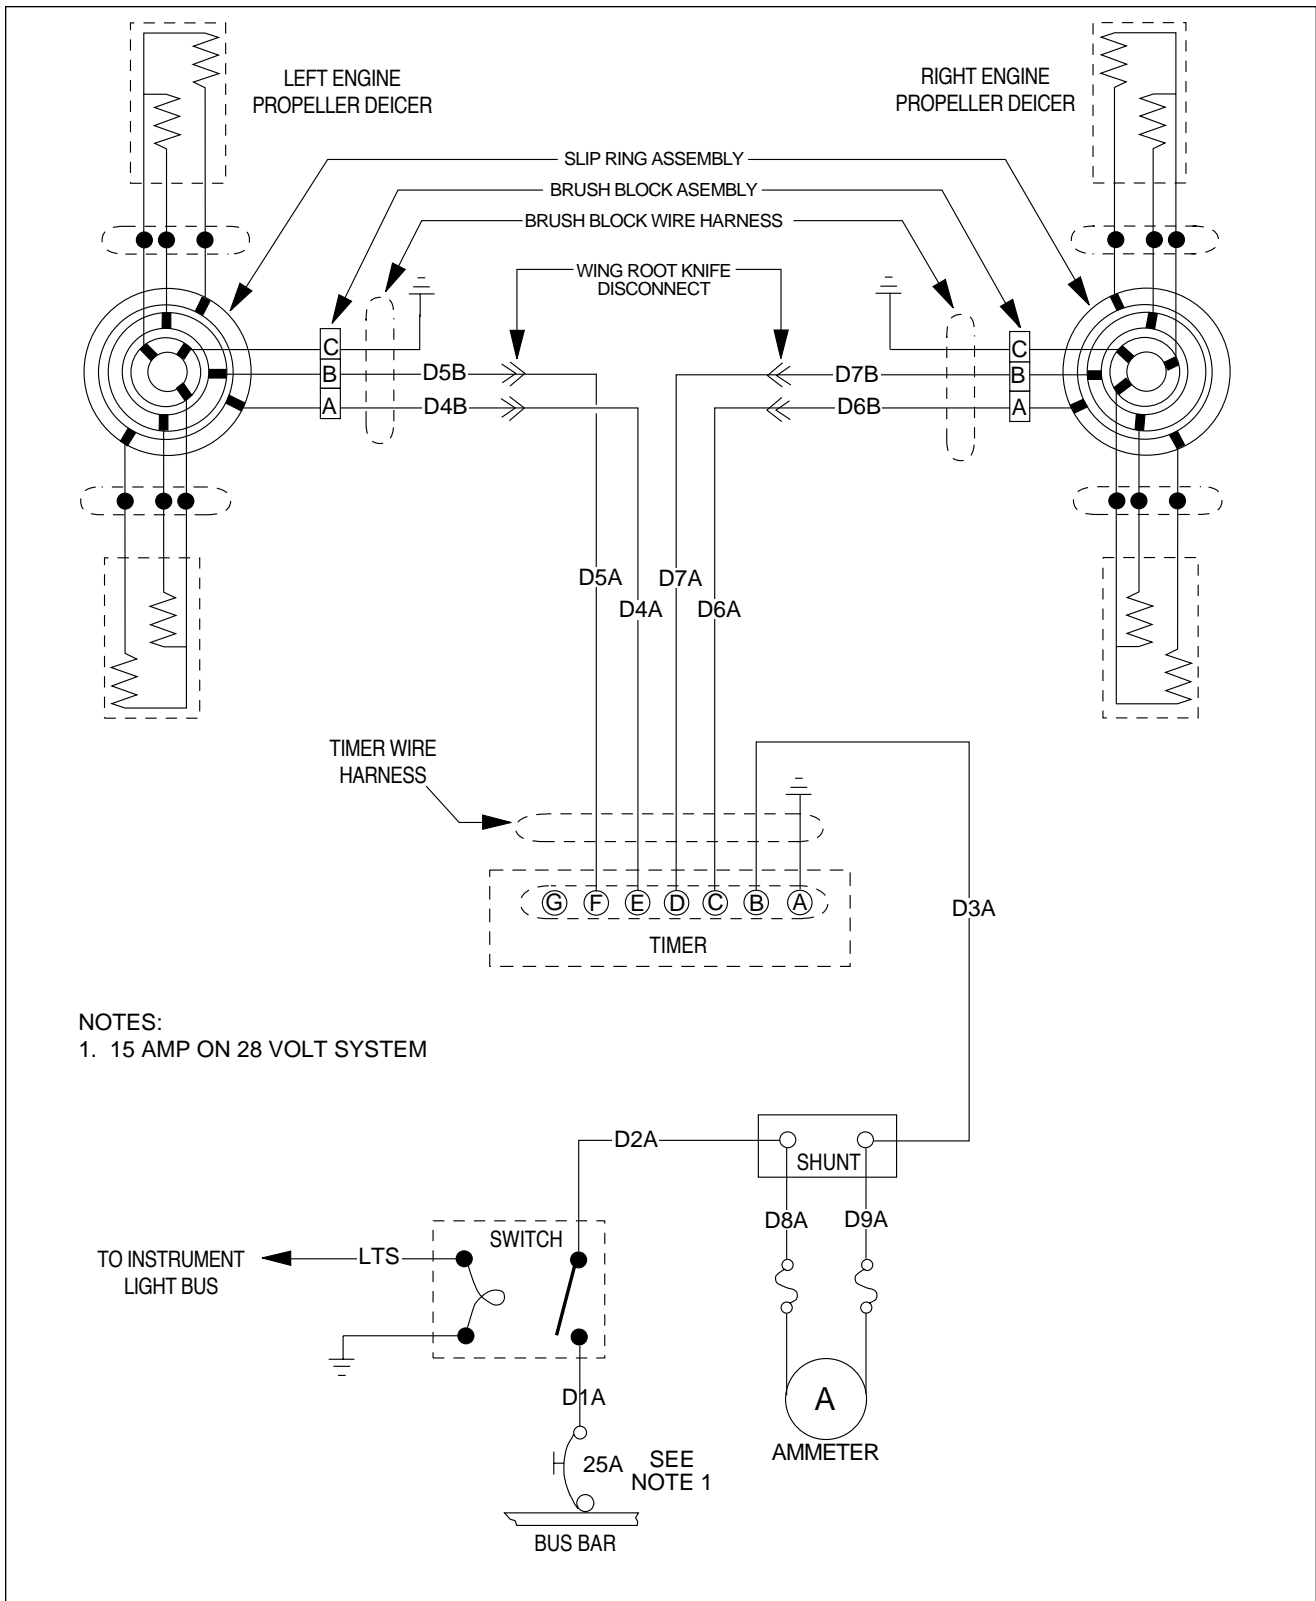 LEFT ENGINE
PROPELLER DEICER
RIGHT ENGINE
PROPELLER DEICER
SLIP RING ASSEMBLY
BRUSH BLOCK ASEMBLY
BRUSH BLOCK WIRE HARNESS
WING ROOT KNIFE
DISCONNECT
C
B
A
D5B
D4B
D7B
D6B
C
B
A
D5A
D7A
D4A
D6A
TIMER WIRE
HARNESS
G F E D C B A
TIMER
D3A
NOTES:
1. 15 AMP ON 28 VOLT SYSTEM
D2A
SHUNT
D8A
D9A
SWITCH
LTS
TO INSTRUMENT
LIGHT BUS
D1A
A
AMMETER
25A
SEE
NOTE 1
BUS BAR